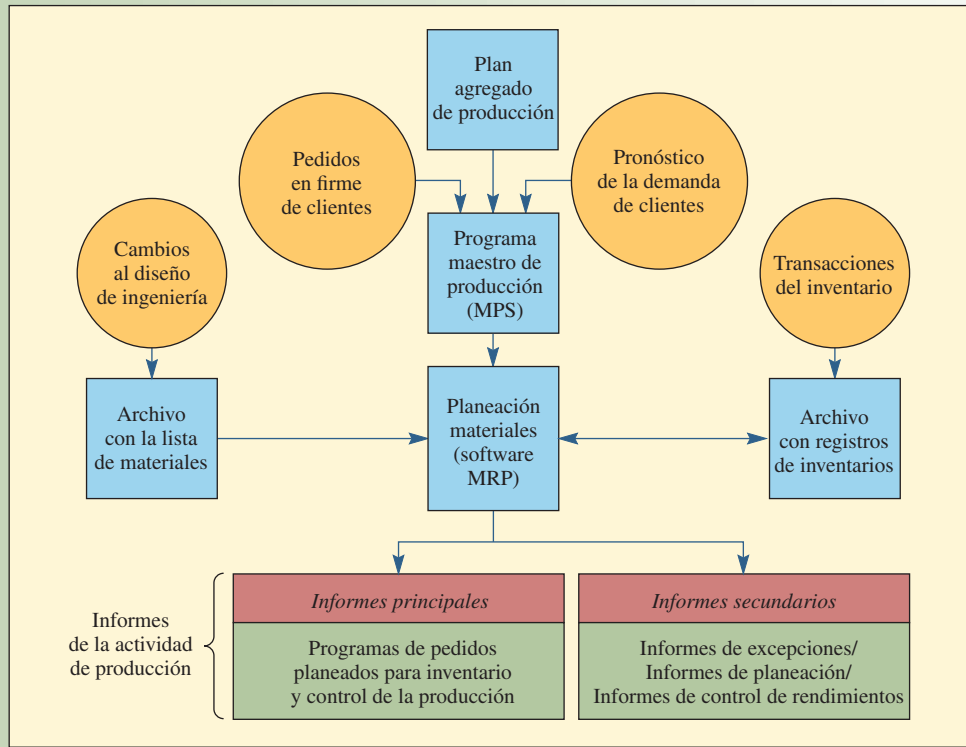 Plan
agregado
de producción
Pedidos
en firme
de clientes
Pronóstico
de la demanda
de clientes
Cambios
al diseño
de ingeniería
Programa
maestro de
producción
(MPS)
Transacciones
del inventario
Archivo
con la lista
de materiales
Planeación
materiales
(software
MRP)
Archivo
con registros
de inventarios
Informes
de la actividad
de producción
Informes principales
Programas de pedidos
planeados para inventario
y control de la producción
Informes secundarios
Informes de excepciones/
Informes de planeación/
Informes de control de rendimientos